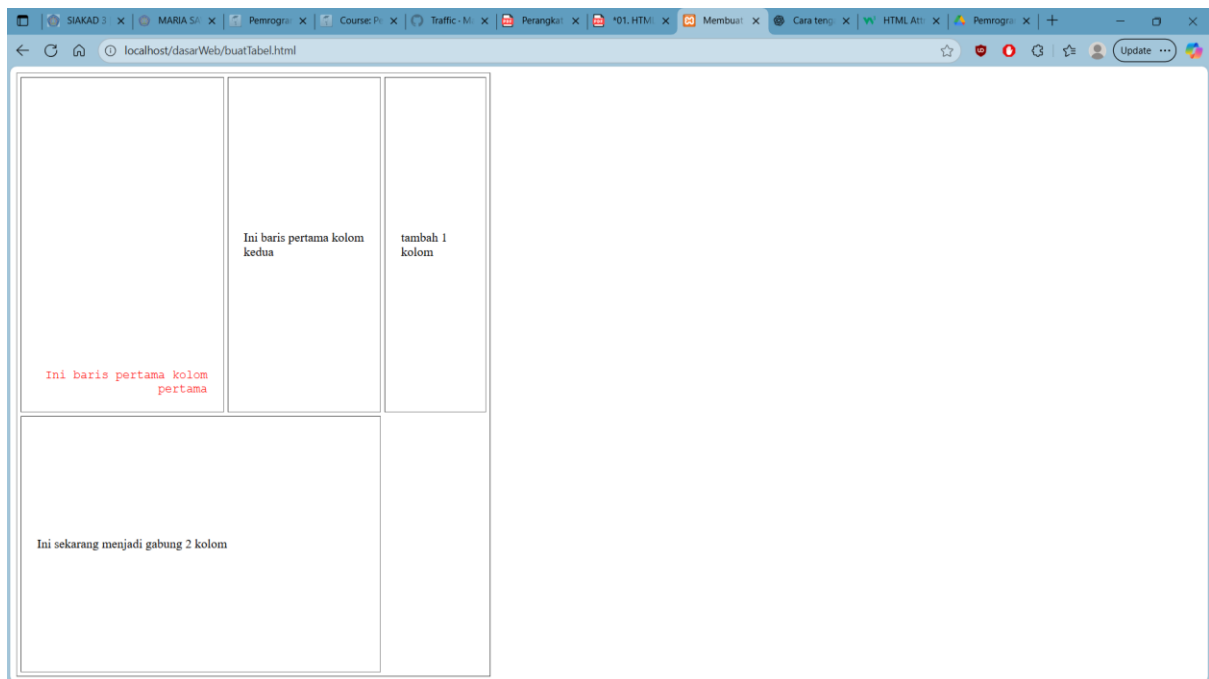 SIAKAD 3
MARIA SA
Pemrogra
Course: Pe
Traffic - Mi
Perangkat
*01. HTML
Membuat
Cara teng
HTML Att
Pemrogra
localhost/dasarWeb/buatTabel.html
Update
Ini baris pertama kolom
pertama
Ini baris pertama kolom
kedua
tambah 1
kolom
Ini sekarang menjadi gabung 2 kolom